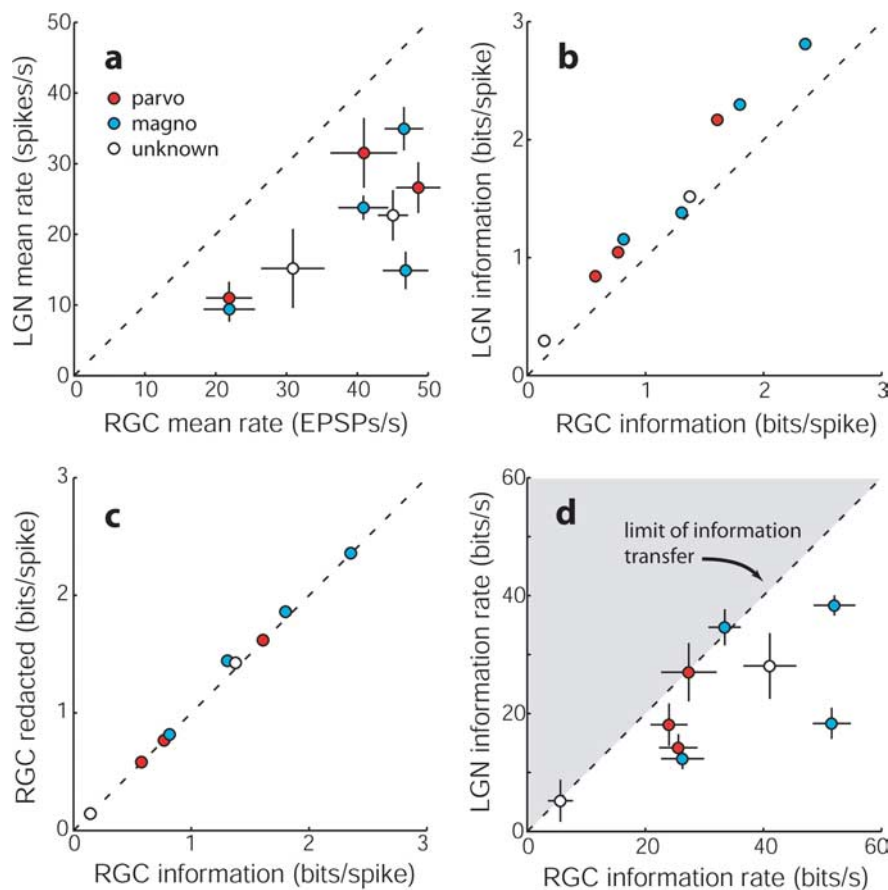 a
LGN mean rate (spikes/s)
50
40
30
20
10
0
parvo
magno
unknown
0 10 20 30 40 50
RGC mean rate (EPSPs/s)
b
LGN information (bits/spike)
3
2
1
0
0 1 2 3
RGC information (bits/spike)
c
RGC redacted (bits/spike)
3
2
1
0
0 1 2 3
RGC information (bits/spike)
d
LGN information rate (bits/s)
60
40
20
0
limit of information
transfer
0 20 40 60
RGC information rate (bits/s)